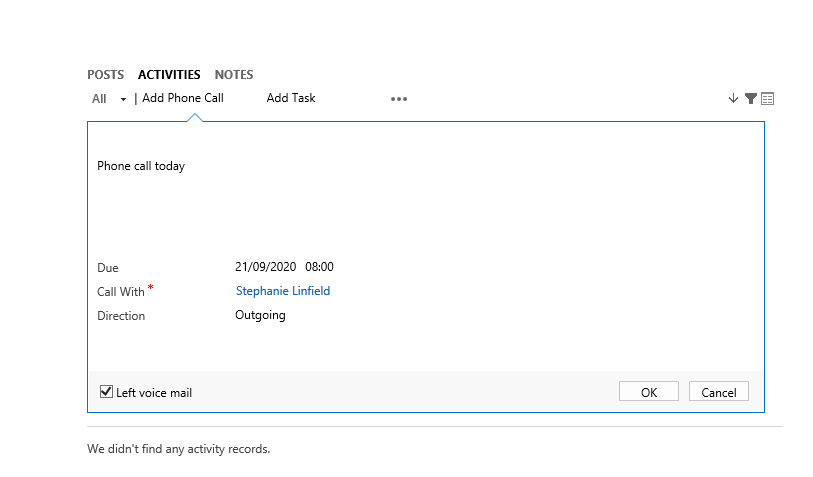 POSTS ACTIVITIES NOTES
All | Add Phone Call Add Task •••
Phone call today
Due 21/09/2020 08:00
Call With * Stephanie Linfield
Direction Outgoing
Left voice mail OK Cancel
We didn't find any activity records.